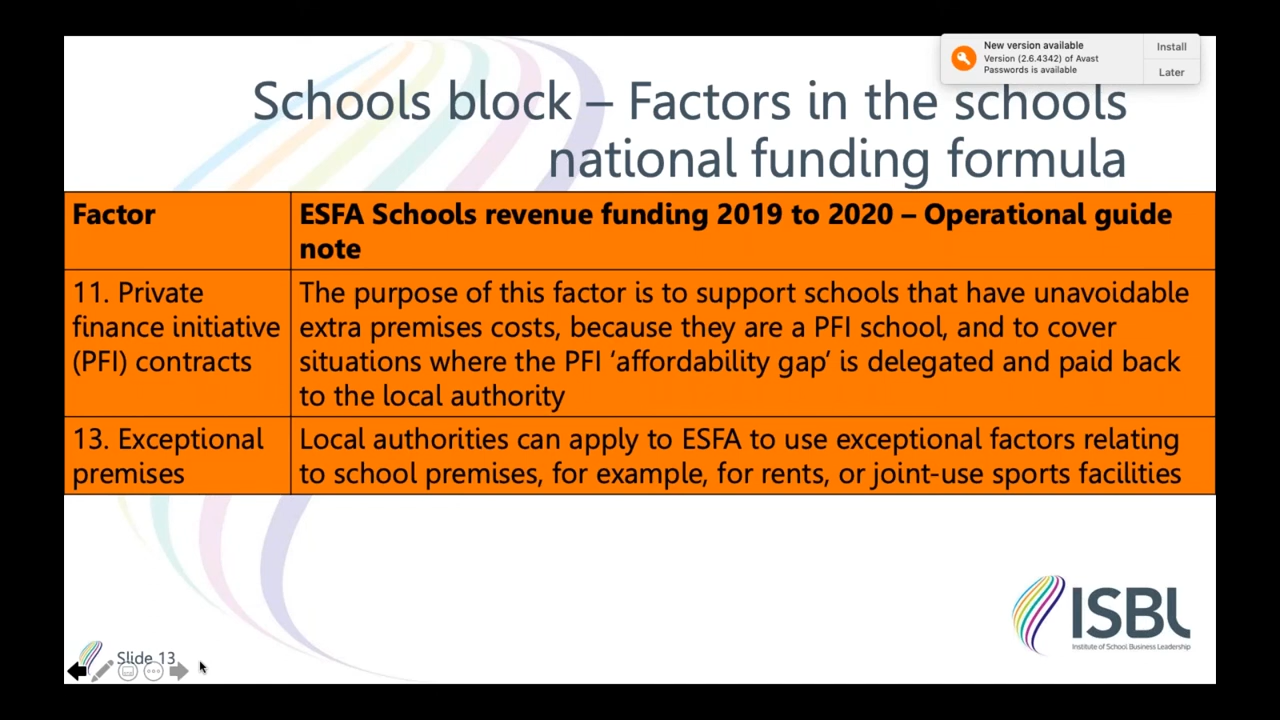 New version available
Version (2.6.4342) of Avast
Passwords is available
Install
Later
Schools block – Factors in the schools
national funding formula
Factor
ESFA Schools revenue funding 2019 to 2020 – Operational guide
note
11. Private
finance initiative
(PFI) contracts
The purpose of this factor is to support schools that have unavoidable
extra premises costs, because they are a PFI school, and to cover
situations where the PFI ‘affordability gap’ is delegated and paid back
to the local authority
13. Exceptional
premises
Local authorities can apply to ESFA to use exceptional factors relating
to school premises, for example, for rents, or joint-use sports facilities
ISBL
Institute of School Business Leadership
Slide 13